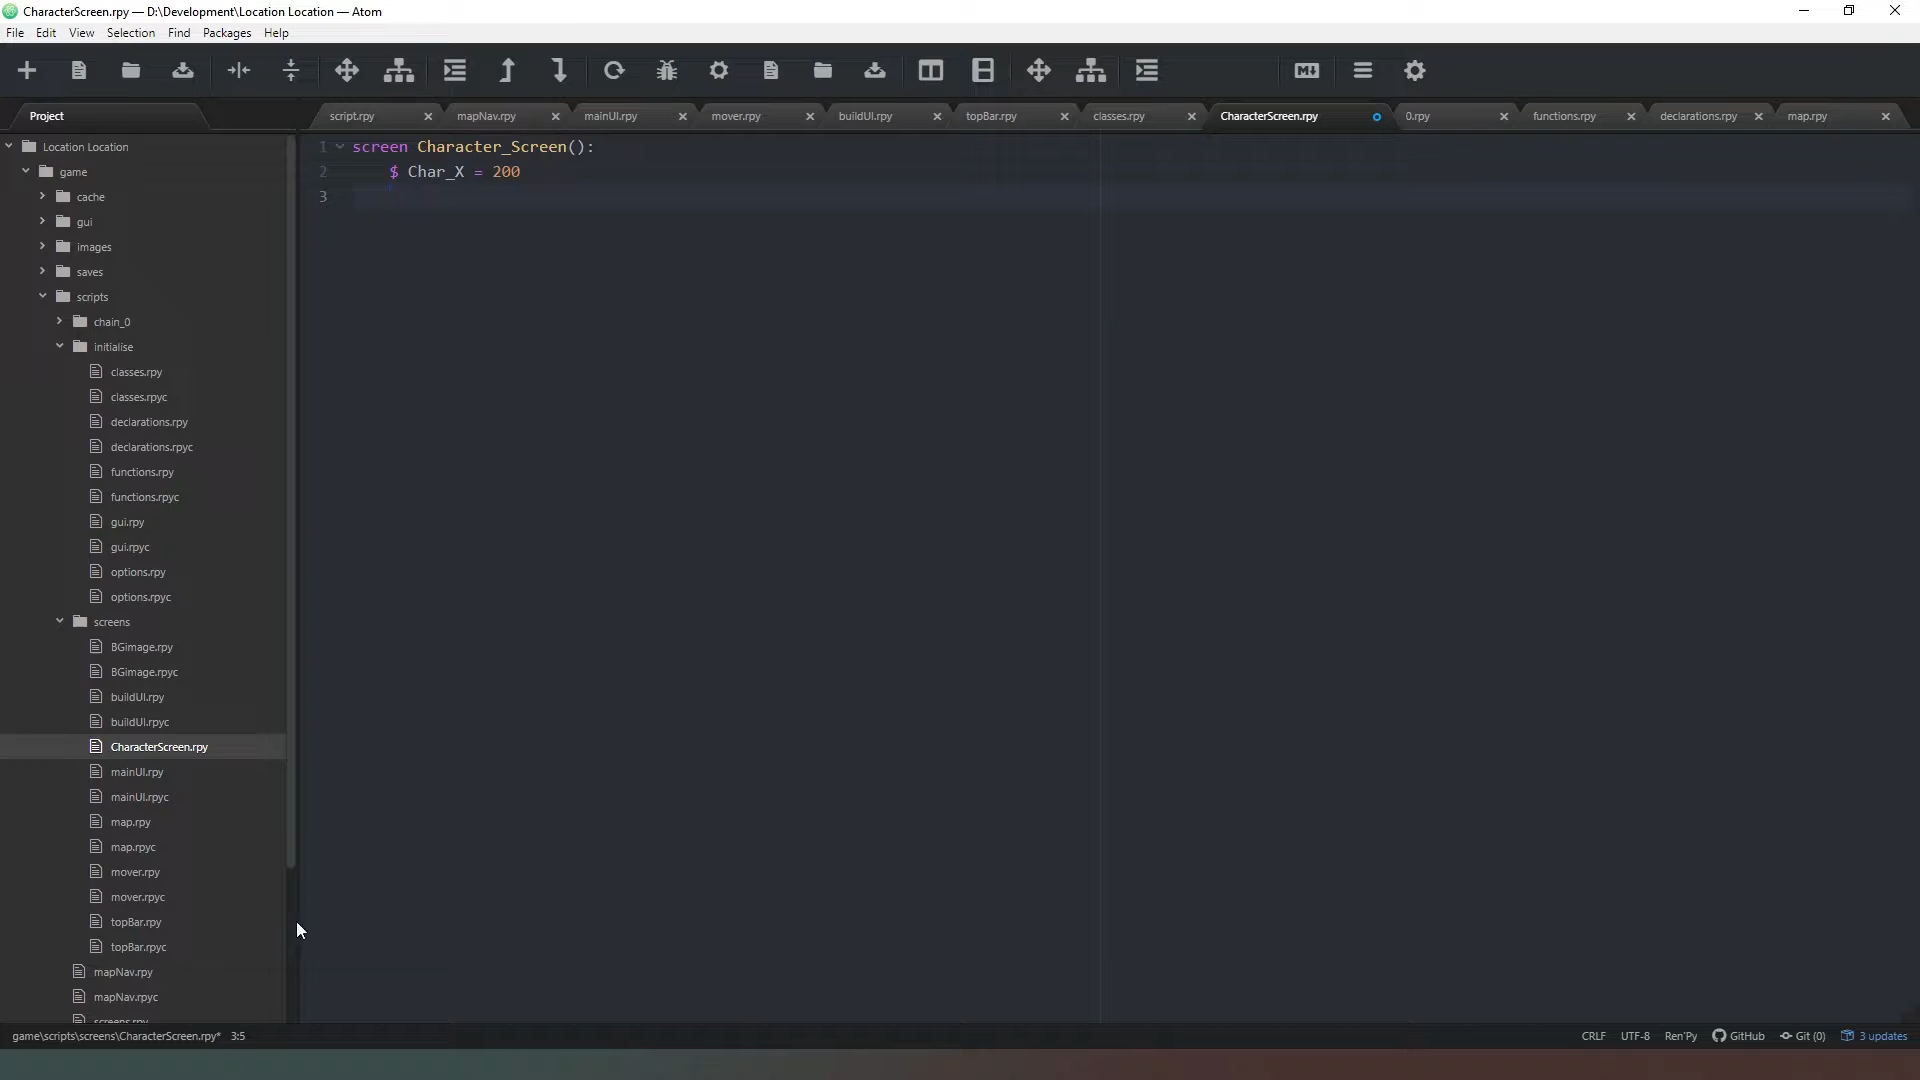 CharacterScreen.rpy — D:\Development\Location Location — Atom
File Edit View Selection Find Packages Help
Project
script.rpy mapNav.rpy mainUI.rpy mover.rpy buildUI.rpy topBar.rpy classes.rpy CharacterScreen.rpy 0.rpy functions.rpy declarations.rpy map.rpy
1 screen Character_Screen():
2 $ Char_X = 200
3
Location Location
game
cache
gui
images
saves
scripts
chain_0
initialise
classes.rpy
classes.rpyc
declarations.rpy
declarations.rpyc
functions.rpy
functions.rpyc
gui.rpy
gui.rpyc
options.rpy
options.rpyc
screens
BGimage.rpy
BGimage.rpyc
buildUI.rpy
buildUI.rpyc
CharacterScreen.rpy
mainUI.rpy
mainUI.rpyc
map.rpy
map.rpyc
mover.rpy
mover.rpyc
topBar.rpy
topBar.rpyc
mapNav.rpy
mapNav.rpyc
screens.rpy
game\scripts\screens\CharacterScreen.rpy* 3:5
CRLF UTF-8 Ren'Py GitHub Git (0) 3 updates